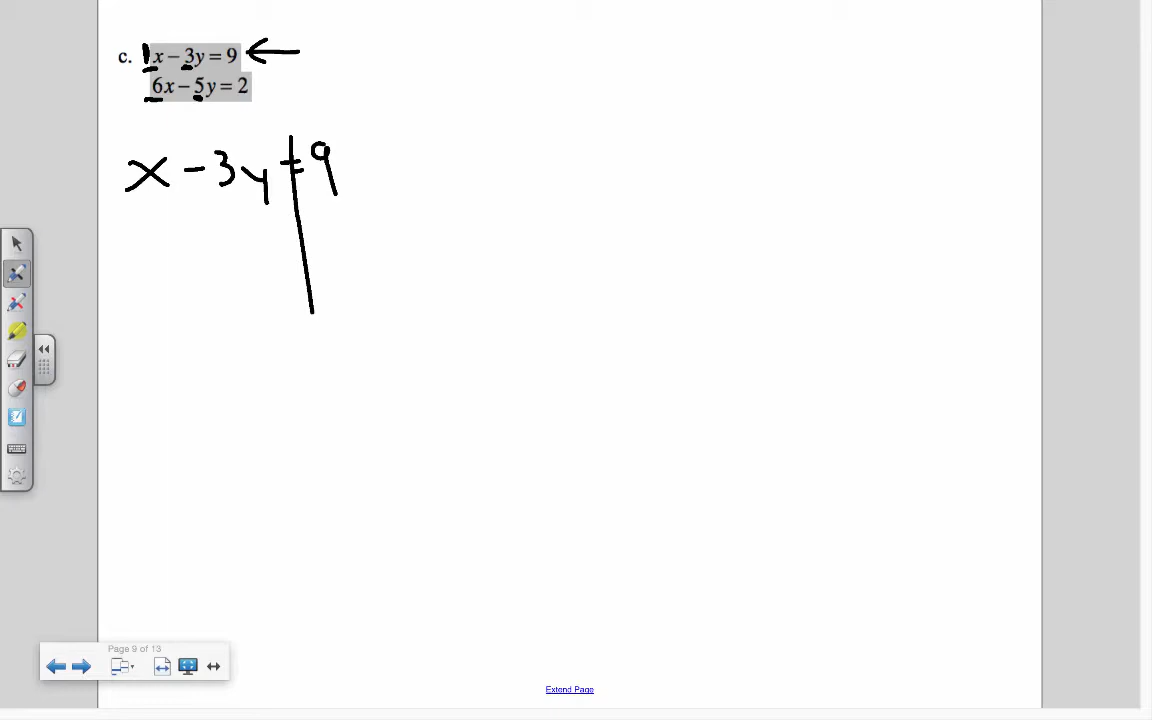 c. 1x − 3y = 9
6x − 5y = 2
x - 3y = 9
Page 9 of 13
Extend Page